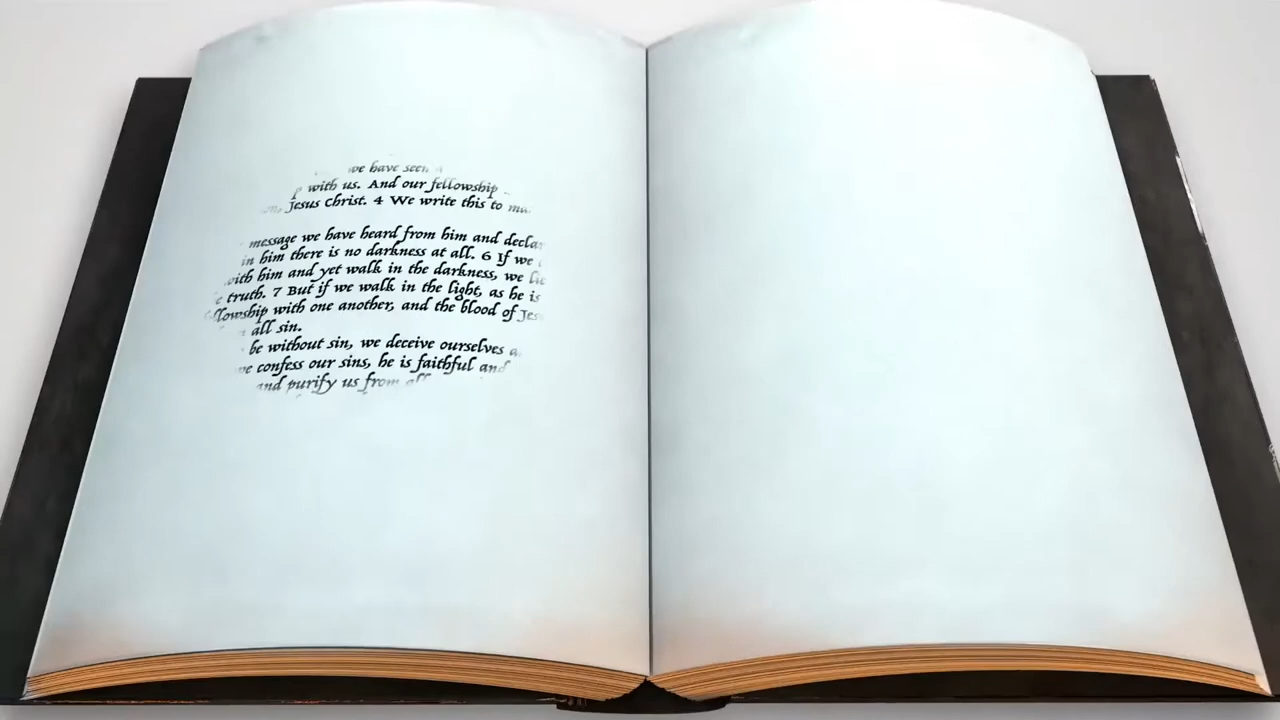 we have seen
with us. And our fellowship
Jesus Christ. 4 We write this to
message we have heard from him and
in him there is no darkness at all. 6 If we
with him and yet walk in the darkness, we
truth. 7 But if we walk in the light, as he is
with one another, and the blood of
all sin.
be without sin, we deceive ourselves
we confess our sins, he is faithful and
and purify us from all